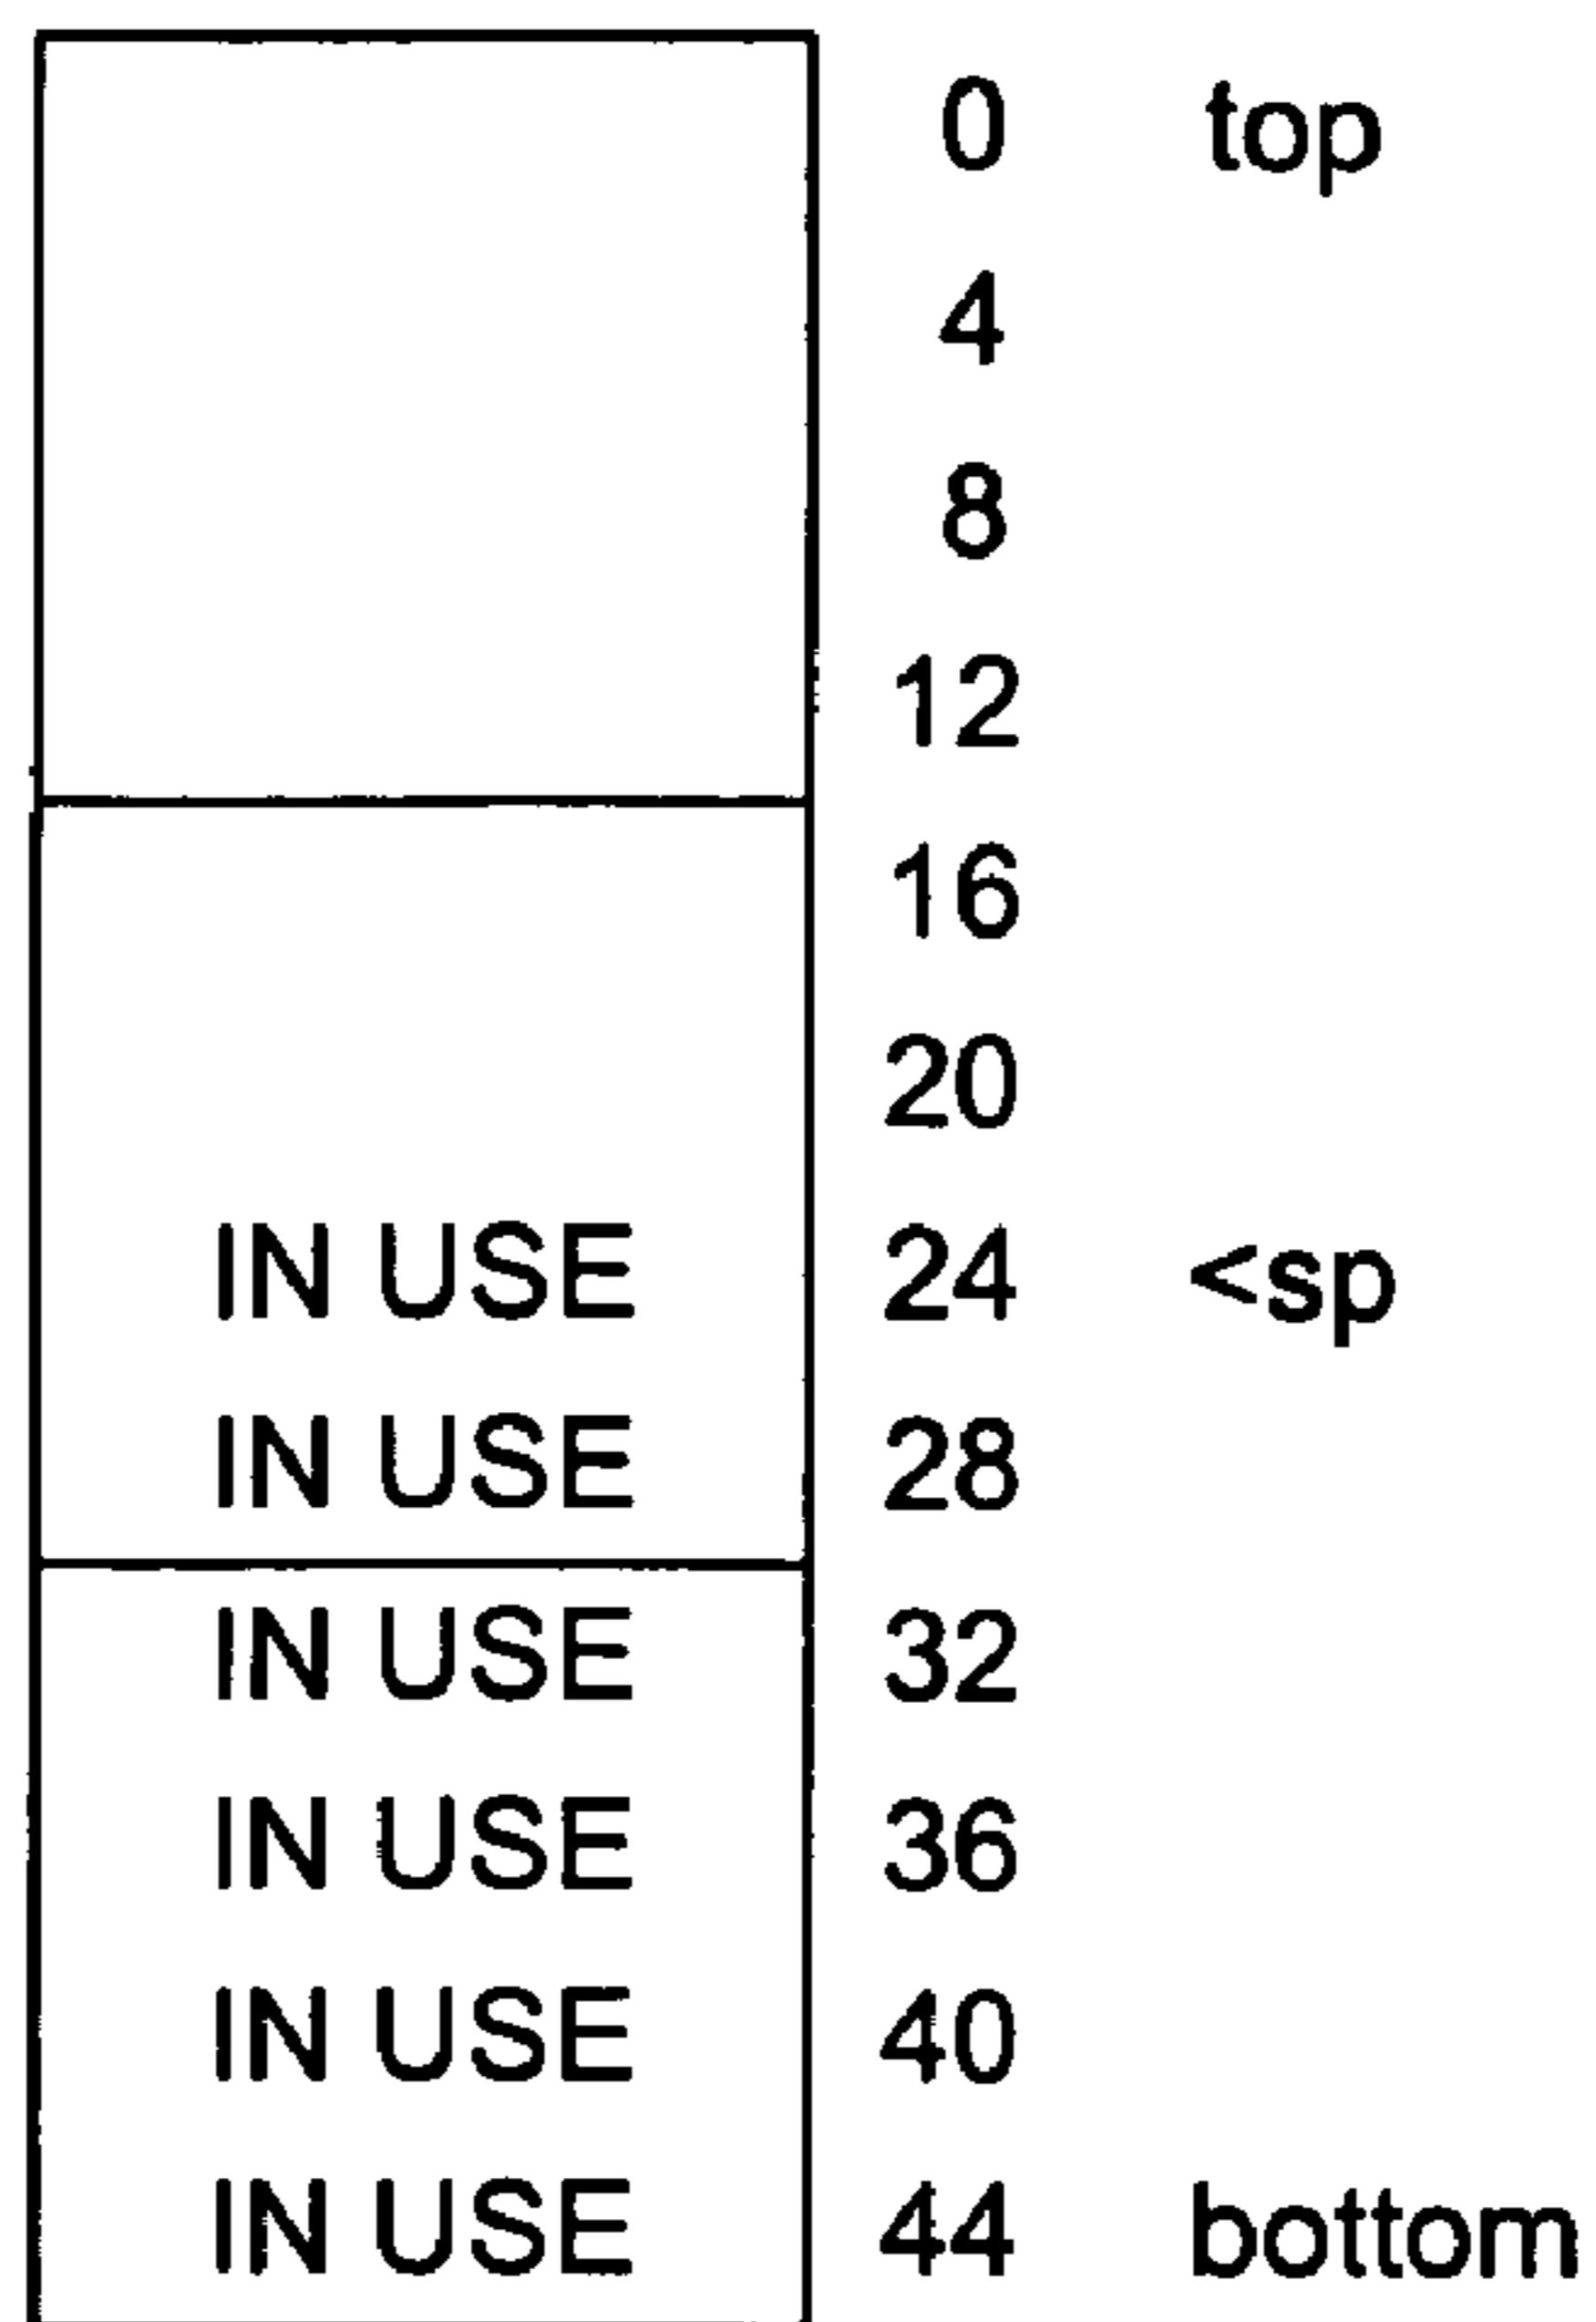 0 top
4
8
12
16
20
IN USE 24 <sp
IN USE 28
IN USE 32
IN USE 36
IN USE 40
IN USE 44 bottom